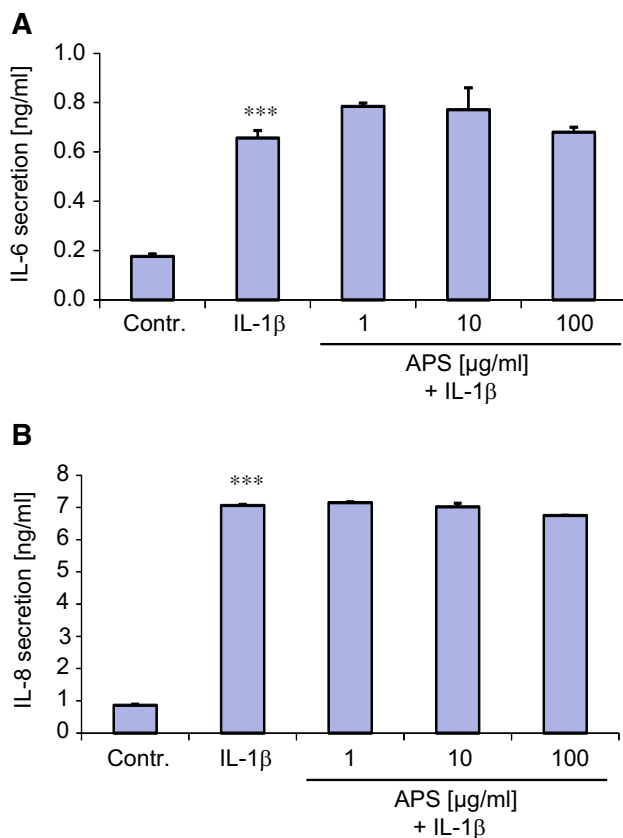 A
IL-6 secretion [ng/ml]
1.0
0.8
0.6
0.4
0.2
0.0
***
Contr.
IL-1β
1
10
100
APS [µg/ml]
+ IL-1β
B
IL-8 secretion [ng/ml]
8
7
6
5
4
3
2
1
0
***
Contr.
IL-1β
1
10
100
APS [µg/ml]
+ IL-1β